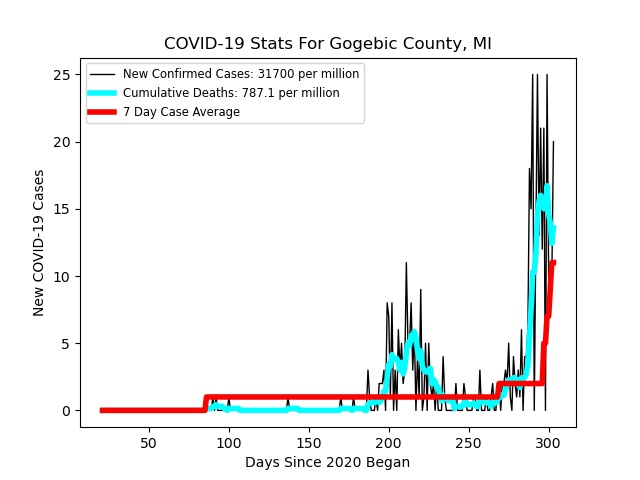 COVID-19 Stats For Gogebic County, MI
New Confirmed Cases: 31700 per million
Cumulative Deaths: 787.1 per million
7 Day Case Average
New COVID-19 Cases
25
20
15
10
5
0
50 100 150 200 250 300
Days Since 2020 Began